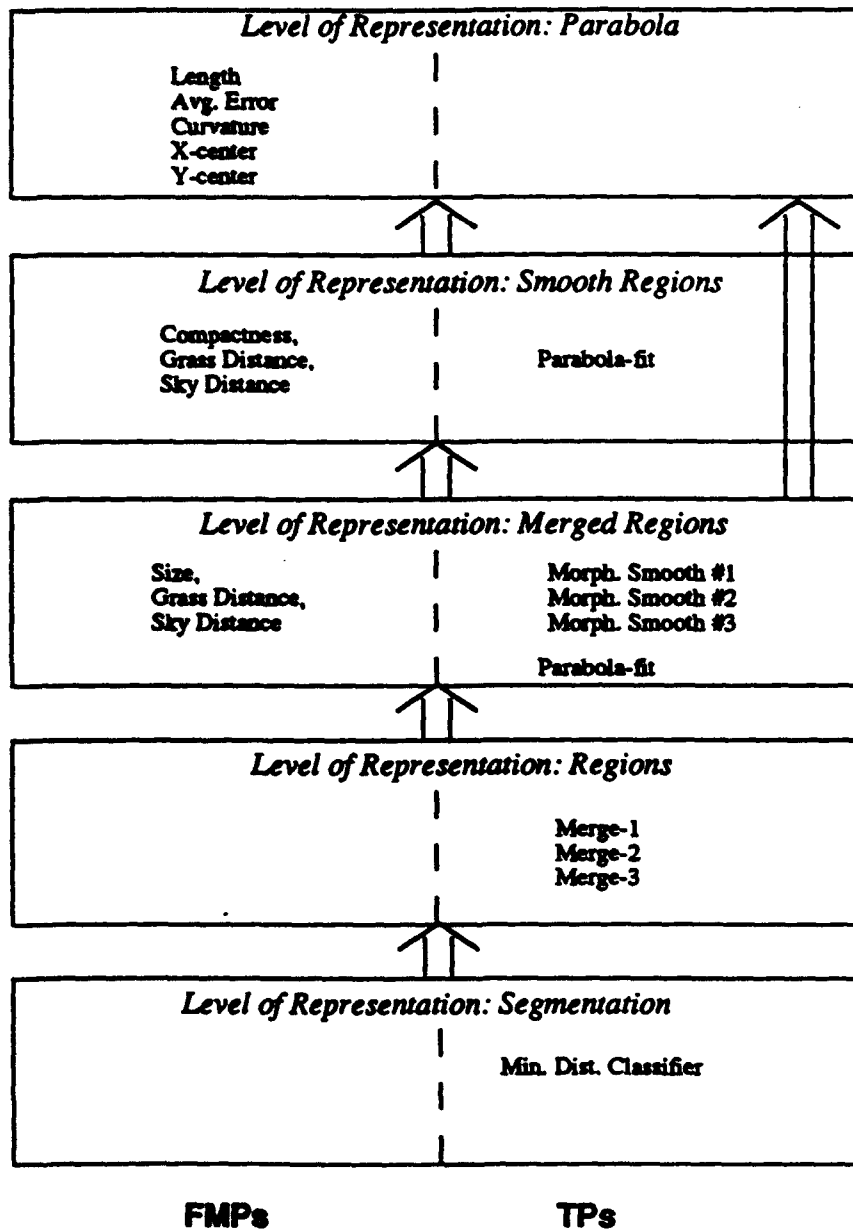 Level of Representation: Parabola
Length
Avg. Error
Curvature
X-center
Y-center
Level of Representation: Smooth Regions
Compactness,
Grass Distance,
Sky Distance
Parabola-fit
Level of Representation: Merged Regions
Size,
Grass Distance,
Sky Distance
Morph. Smooth #1
Morph. Smooth #2
Morph. Smooth #3
Parabola-fit
Level of Representation: Regions
Merge-1
Merge-2
Merge-3
Level of Representation: Segmentation
Min. Dist. Classifier
FMPs TPs